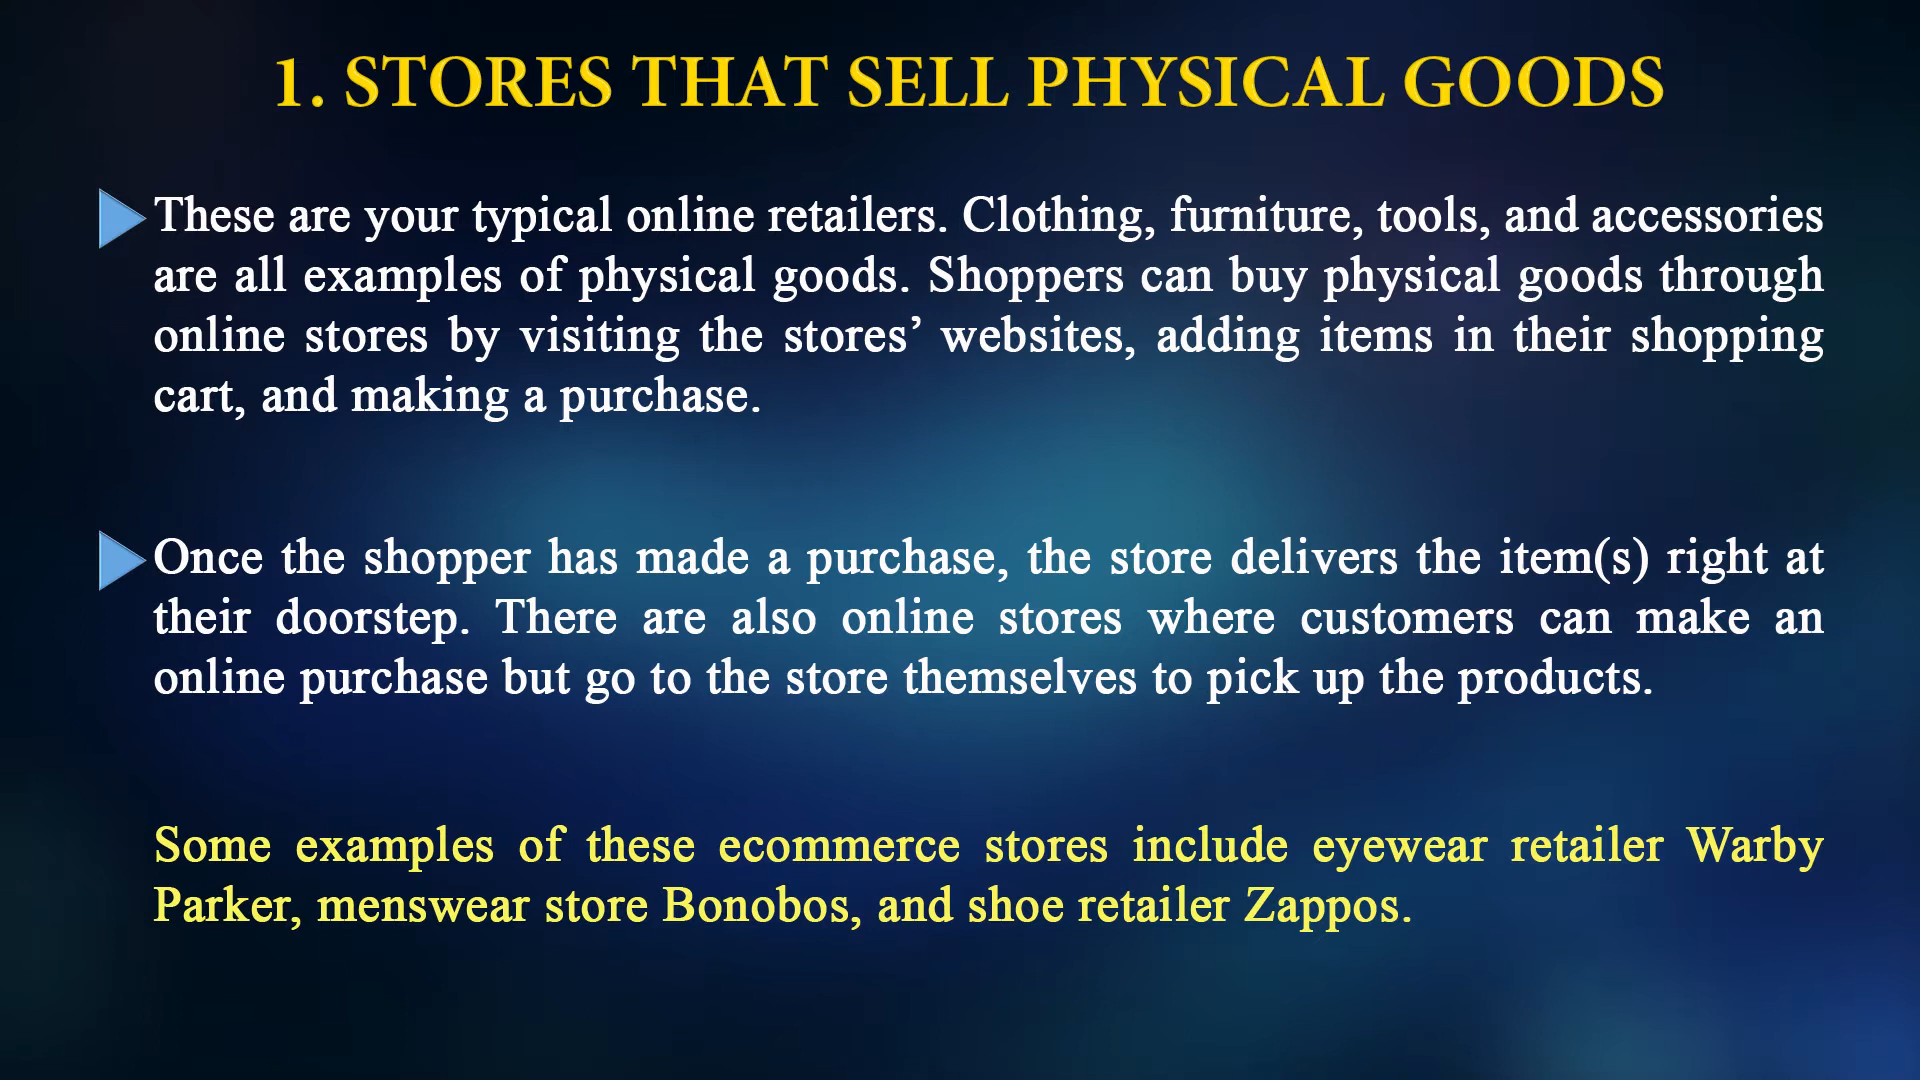 1. STORES THAT SELL PHYSICAL GOODS
These are your typical online retailers. Clothing, furniture, tools, and accessories
are all examples of physical goods. Shoppers can buy physical goods through
online stores by visiting the stores’ websites, adding items in their shopping
cart, and making a purchase.
Once the shopper has made a purchase, the store delivers the item(s) right at
their doorstep. There are also online stores where customers can make an
online purchase but go to the store themselves to pick up the products.
Some examples of these ecommerce stores include eyewear retailer Warby
Parker, menswear store Bonobos, and shoe retailer Zappos.